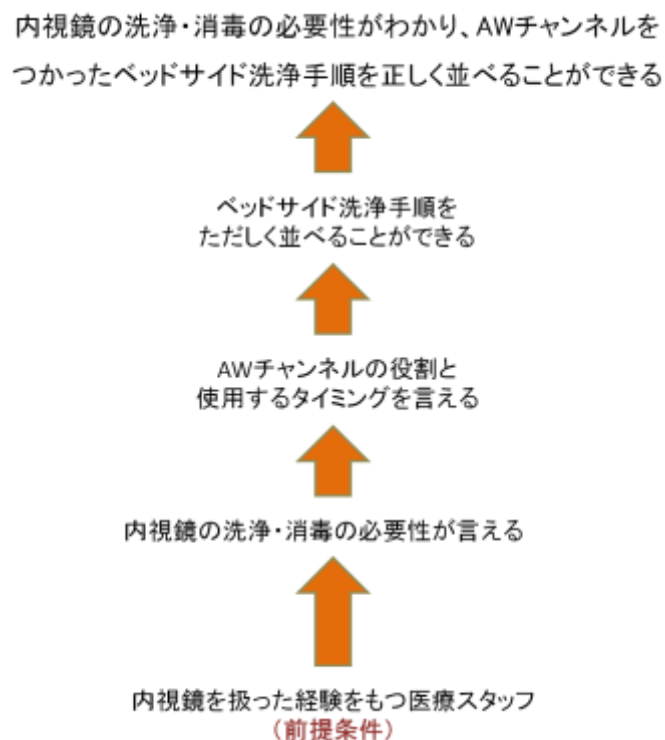 内視鏡の洗浄・消毒の必要性がわかり、AWチャンネルを
つかったベッドサイド洗浄手順を正しく並べることができる
ベッドサイド洗浄手順を
ただしく並べることができる
AWチャンネルの役割と
使用するタイミングを言える
内視鏡の洗浄・消毒の必要性が言える
内視鏡を扱った経験をもつ医療スタッフ
（前提条件）